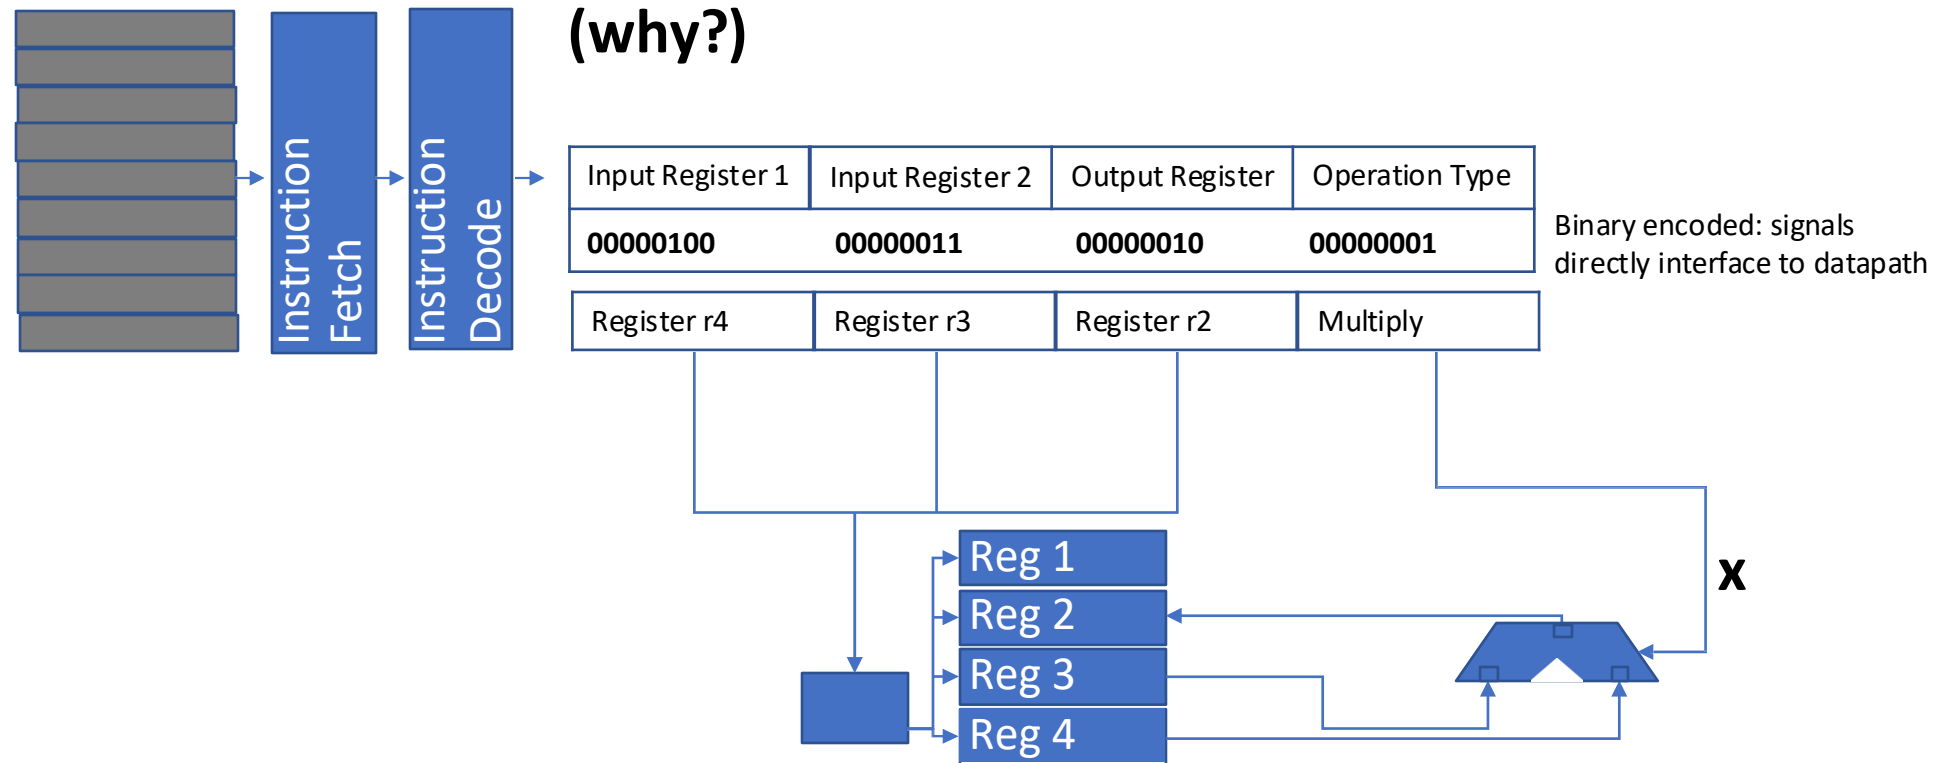 (why?)
Instruction
Fetch
Instruction
Decode
Input Register 1 Input Register 2 Output Register Operation Type
00000100 00000011 00000010 00000001
Binary encoded: signals
directly interface to datapath
Register r4 Register r3 Register r2 Multiply
Reg 1
Reg 2
Reg 3
Reg 4
x